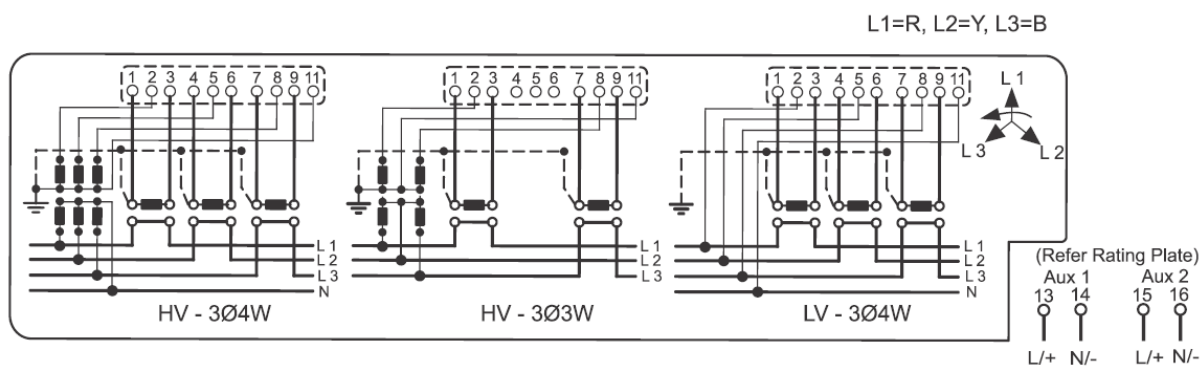 L1=R, L2=Y, L3=B
1 2 3 4 5 6 7 8 9 11
1 2 3 4 5 6 7 8 9 11
1 2 3 4 5 6 7 8 9 11
L 1
L 3
L 2
L 1
L 2
L 3
N
L 1
L 2
L 3
L 1
L 2
L 3
N
HV - 3Ø4W
HV - 3Ø3W
LV - 3Ø4W
(Refer Rating Plate)
Aux 1 Aux 2
13 14 15 16
L/+ N/- L/+ N/-